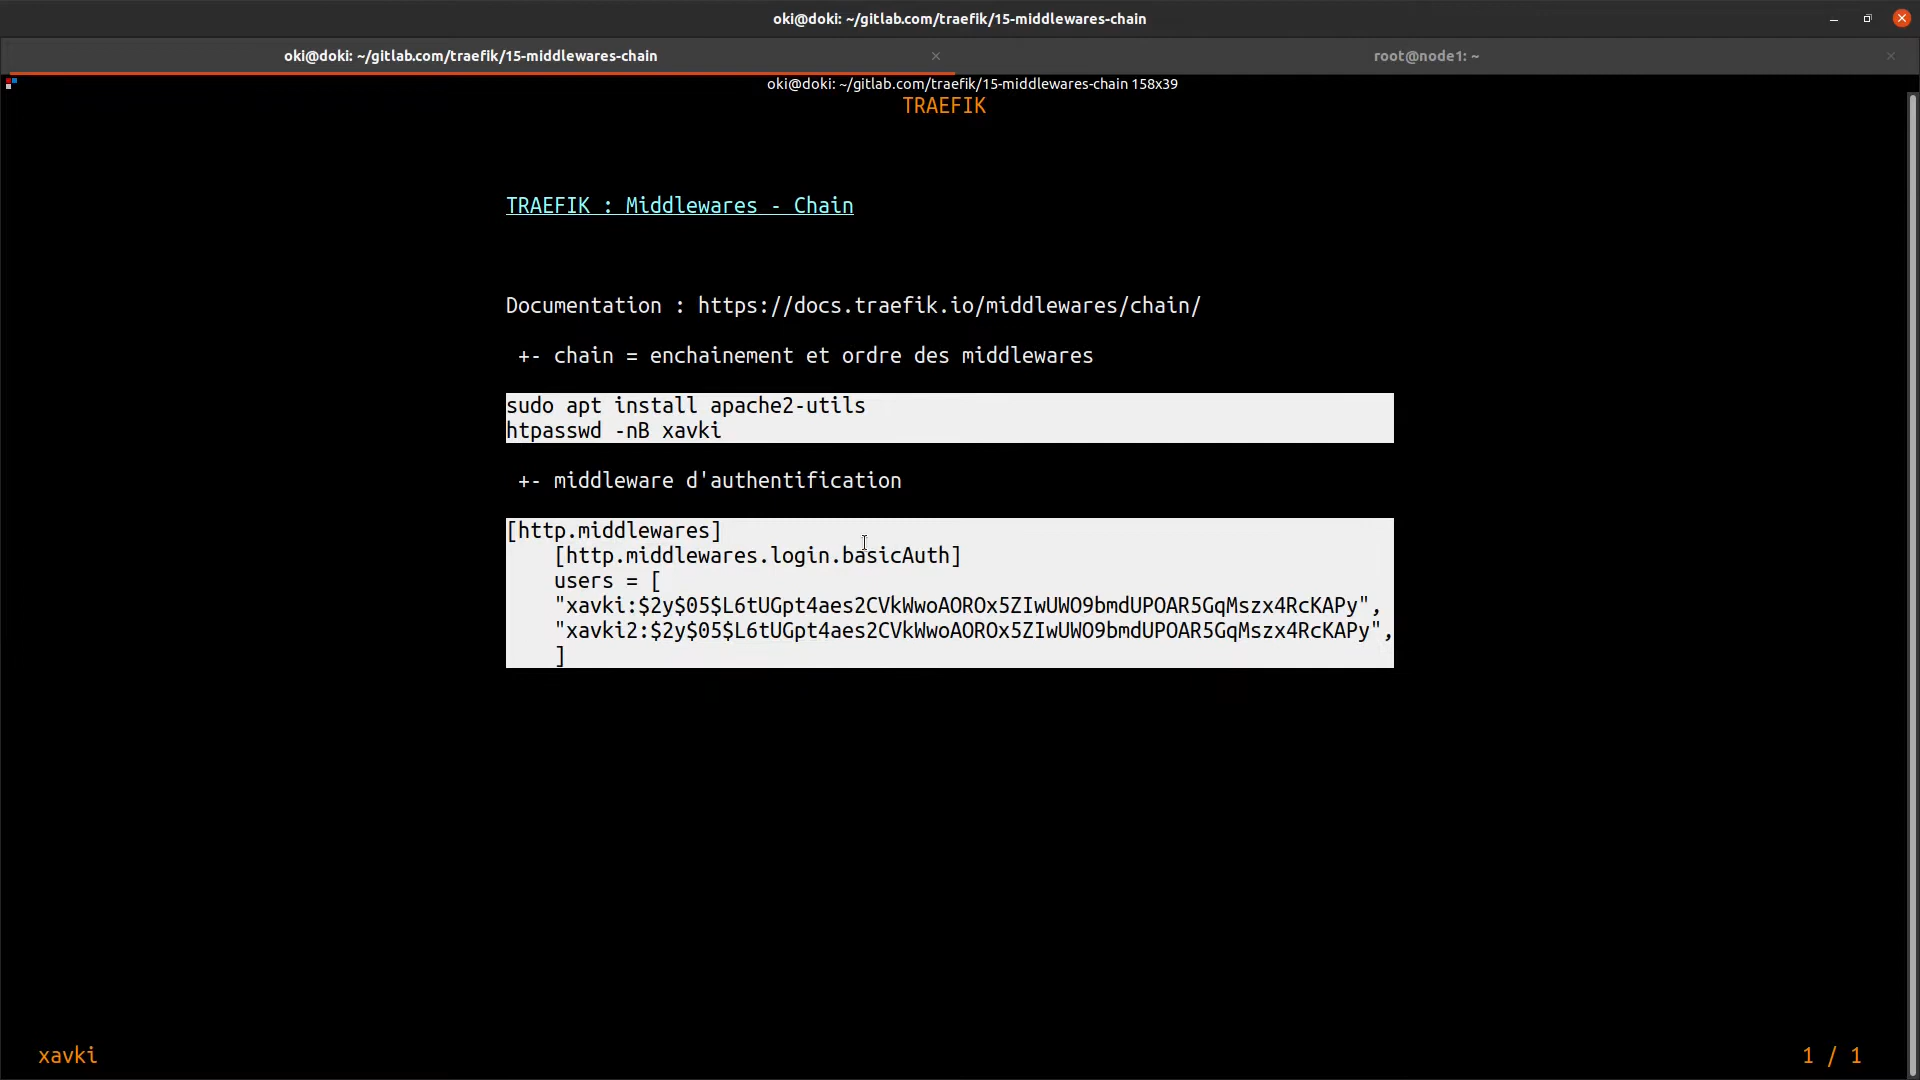 oki@doki: ~/gitlab.com/traefik/15-middlewares-chain
oki@doki: ~/gitlab.com/traefik/15-middlewares-chain
root@node1: ~
oki@doki: ~/gitlab.com/traefik/15-middlewares-chain 158x39
TRAEFIK
TRAEFIK : Middlewares - Chain
Documentation : https://docs.traefik.io/middlewares/chain/
+- chain = enchainement et ordre des middlewares
sudo apt install apache2-utils
htpasswd -nB xavki
+- middleware d'authentification
[http.middlewares]
[http.middlewares.login.basicAuth]
users = [
"xavki:$2y$05$L6tUGpt4aes2CVkWwoAOROx5ZIwUWO9bmdUPOAR5GqMszx4RcKAPy",
"xavki2:$2y$05$L6tUGpt4aes2CVkWwoAOROx5ZIwUWO9bmdUPOAR5GqMszx4RcKAPy",
]
xavki
1 / 1